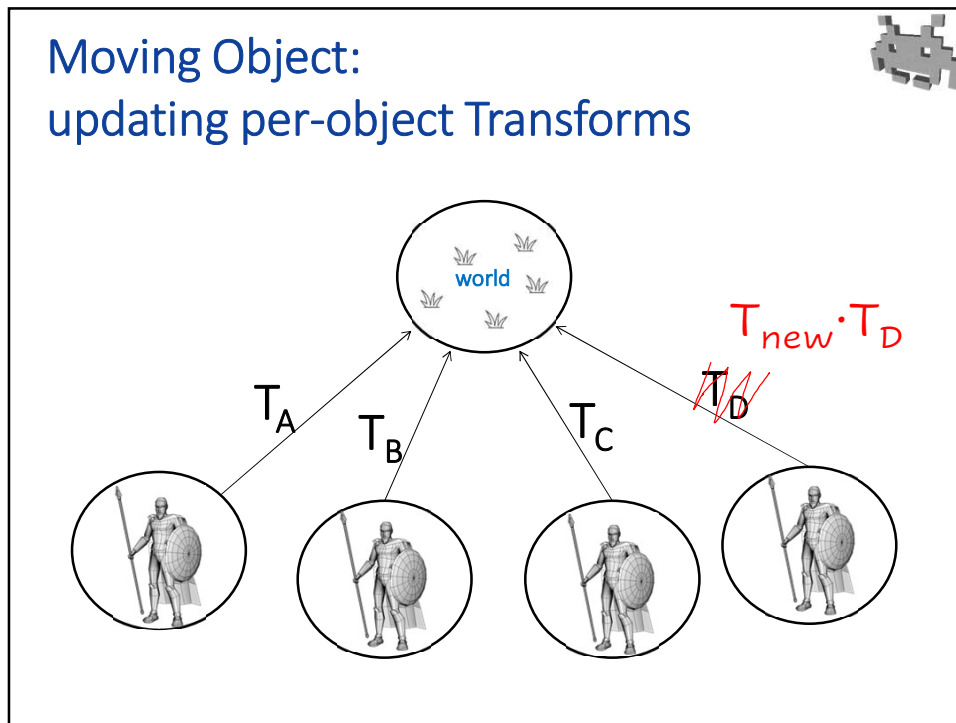 Moving Object:
updating per-object Transforms
world
T_new · T_D
T_A
T_B
T_C
T_D